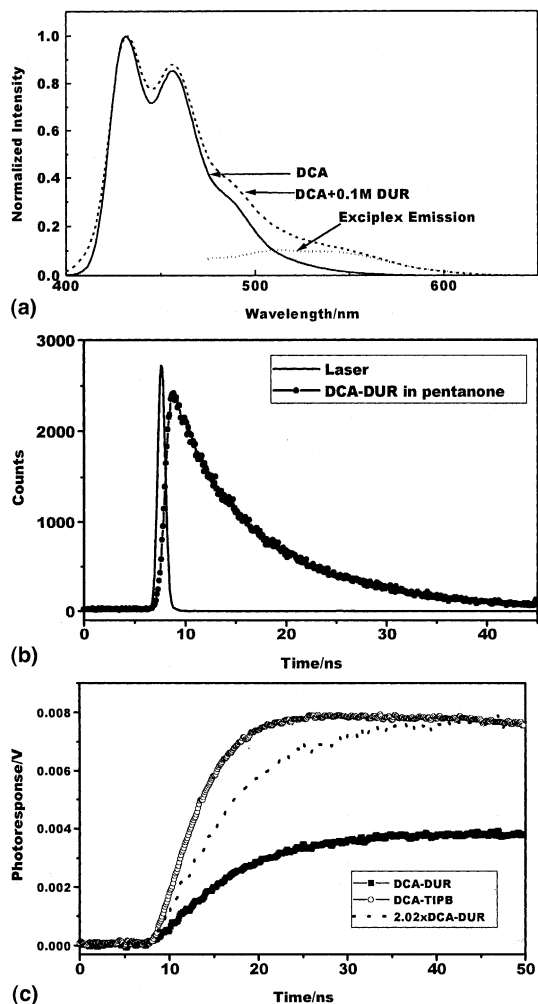 1.0
0.8
0.6
0.4
0.2
0.0
Normalized Intensity
DCA
DCA+0.1M DUR
Exciplex Emission
400
500
600
Wavelength/nm
(a)
3000
2000
1000
0
Counts
Laser
DCA-DUR in pentanone
0
10
20
30
40
Time/ns
(b)
0.008
0.006
0.004
0.002
0.000
Photoresponse/V
DCA-DUR
DCA-TIPB
2.02xDCA-DUR
0
10
20
30
40
50
Time/ns
(c)